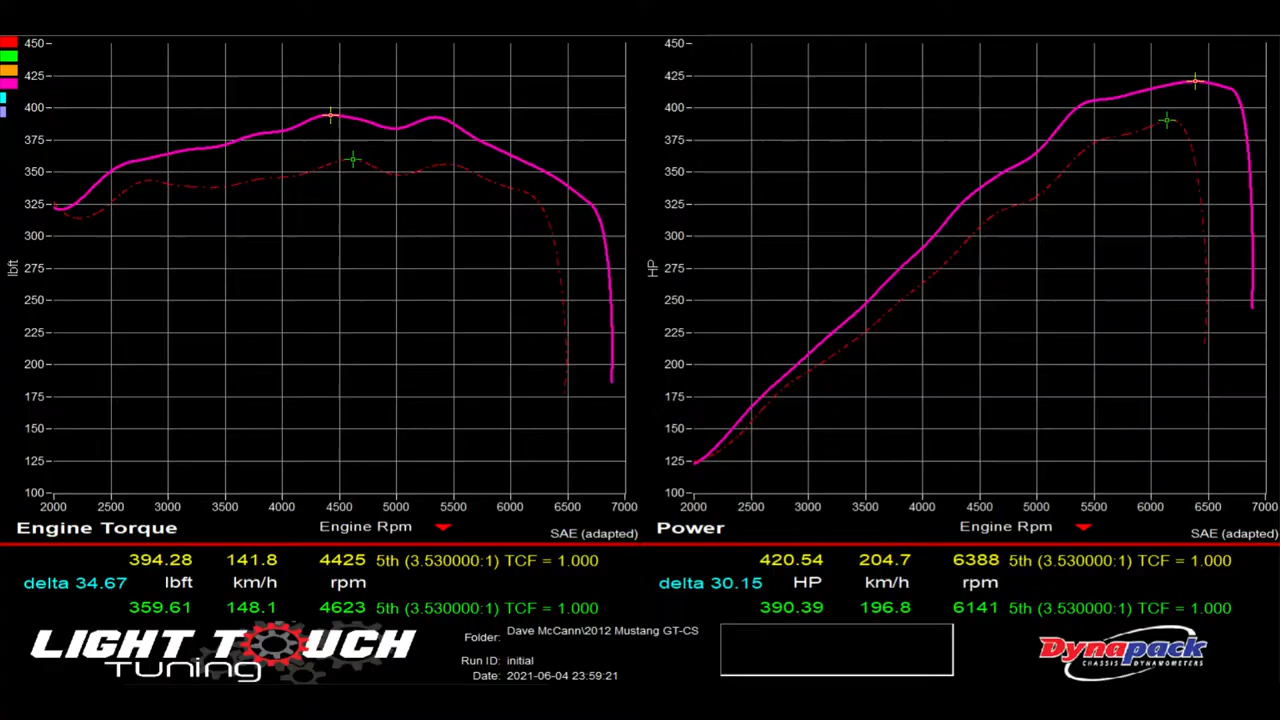 450
425
400
375
350
325
300
275
250
225
200
175
150
125
100
lbft
2000 2500 3000 3500 4000 4500 5000 5500 6000 6500 7000
Engine Torque
Engine Rpm
SAE (adapted)
450
425
400
375
350
325
300
275
250
225
200
175
150
125
100
HP
2000 2500 3000 3500 4000 4500 5000 5500 6000 6500 7000
Power
Engine Rpm
SAE (adapted)
394.28 141.8 4425 5th (3.530000:1) TCF = 1.000
delta 34.67 lbft km/h rpm
359.61 148.1 4623 5th (3.530000:1) TCF = 1.000
420.54 204.7 6388 5th (3.530000:1) TCF = 1.000
delta 30.15 HP km/h rpm
390.39 196.8 6141 5th (3.530000:1) TCF = 1.000
LIGHT TOUCH
Tuning
Folder: Dave McCann\2012 Mustang GT-CS
Run ID: initial
Date: 2021-06-04 23:59:21
Dynapack
CHASSIS DYNAMOMETERS